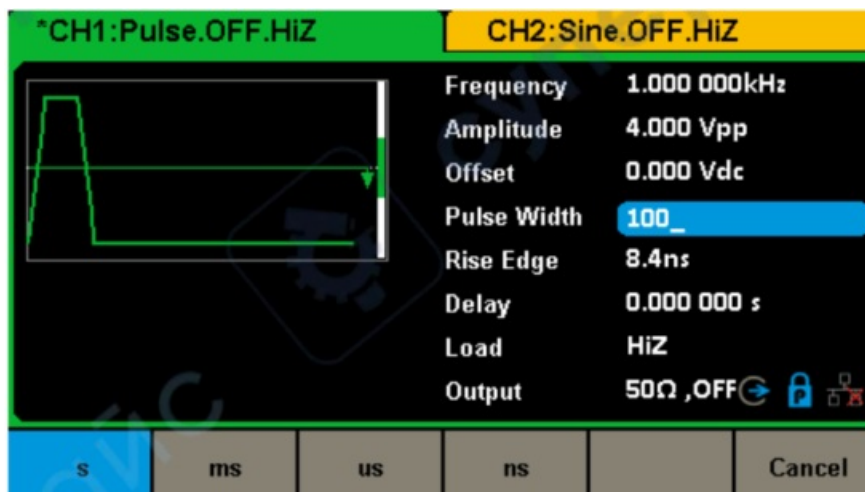 *CH1:Pulse.OFF.HiZ CH2:Sine.OFF.HiZ
Frequency 1.000 000kHz
Amplitude 4.000 Vpp
Offset 0.000 Vdc
Pulse Width 100_
Rise Edge 8.4ns
Delay 0.000 000 s
Load HiZ
Output 50Ω ,OFF
s ms us ns Cancel